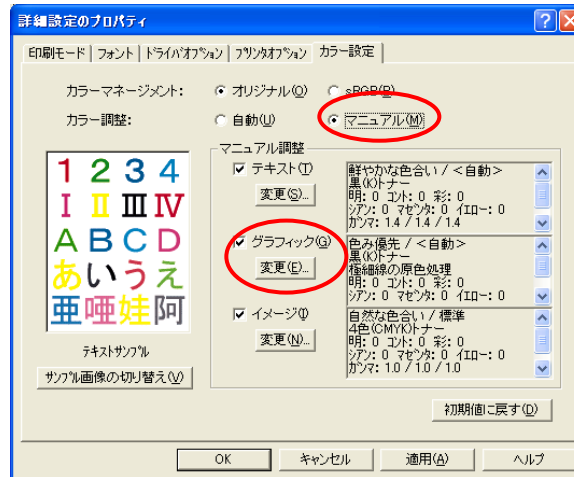 詳細設定のプロパティ
印刷モード フォント ドライバオプション プリンタオプション カラー設定
カラーマネージメント: オリジナル(O) sRGB(R)
カラー調整: 自動(U) マニュアル(M)
マニュアル調整
テキスト(T)
変更(S)...
鮮やかな色合い / <自動>
黒(K)トナー
明: 0 コント: 0 彩: 0
シアン: 0 マゼンタ: 0 イエロー: 0
ガンマ: 1.4 / 1.4 / 1.4
グラフィック(G)
変更(E)...
色み優先 / <自動>
黒(K)トナー
極細線の原色処理
明: 0 コント: 0 彩: 0
シアン: 0 マゼンタ: 0 イエロー: 0
イメージ(I)
変更(N)...
自然な色合い / 標準
4色(CMYK)トナー
明: 0 コント: 0 彩: 0
シアン: 0 マゼンタ: 0 イエロー: 0
ガンマ: 1.0 / 1.0 / 1.0
1 2 3 4
I II III IV
A B C D
あ い う え
亜 唖 娃 阿
テキストサンプル
サンプル画像の切り替え(V)
初期値に戻す(D)
OK キャンセル 適用(A) ヘルプ